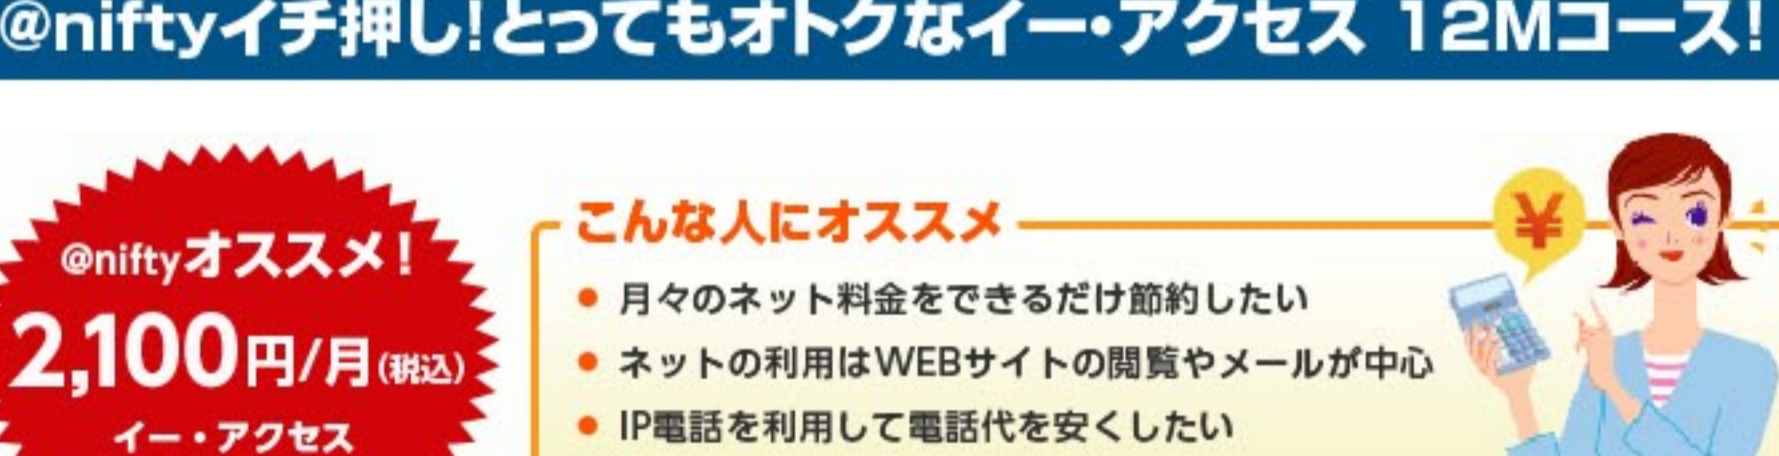 @niftyイチ押し!とってもオトクなイー・アクセス 12Mコース!
@niftyオススメ!
2,100円/月(税込)
イー・アクセス
こんな人にオススメ
¥
• 月々のネット料金をできるだけ節約したい
• ネットの利用はWEBサイトの閲覧やメールが中心
• IP電話を利用して電話代を安くしたい